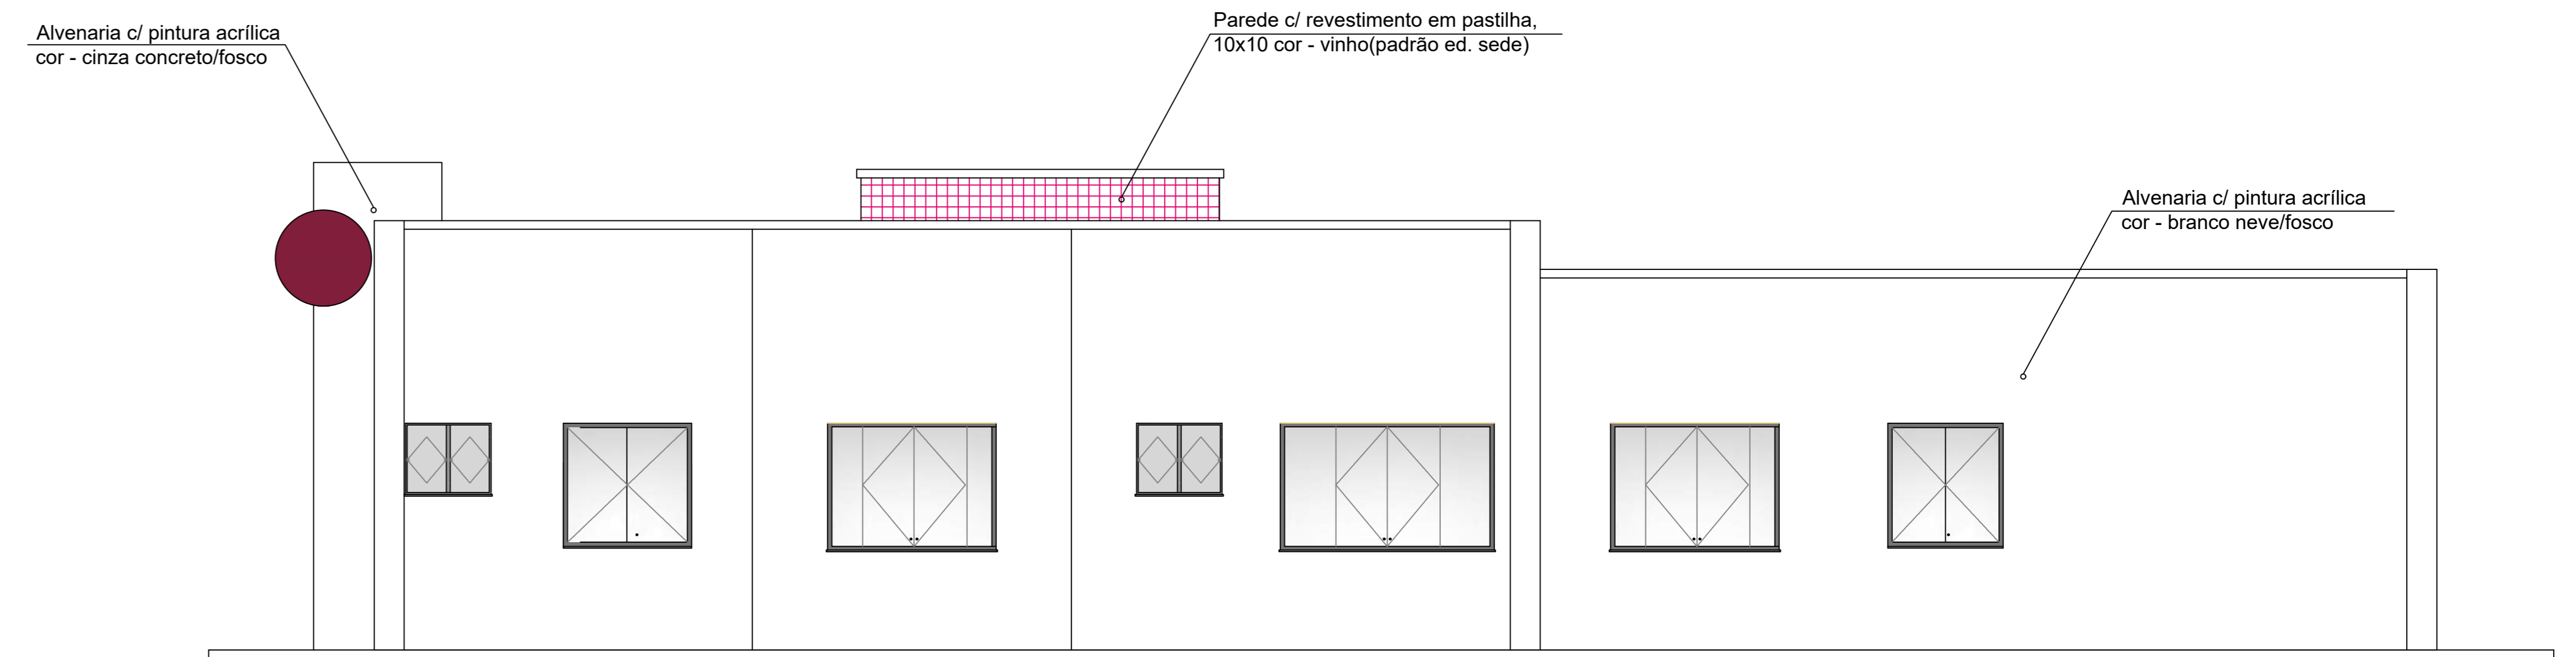 Alvenaria c/ pintura acrílica
cor - cinza concreto/fosco
Parede c/ revestimento em pastilha,
10x10 cor - vinho(padrão ed. sede)
Alvenaria c/ pintura acrílica
cor - branco neve/fosco